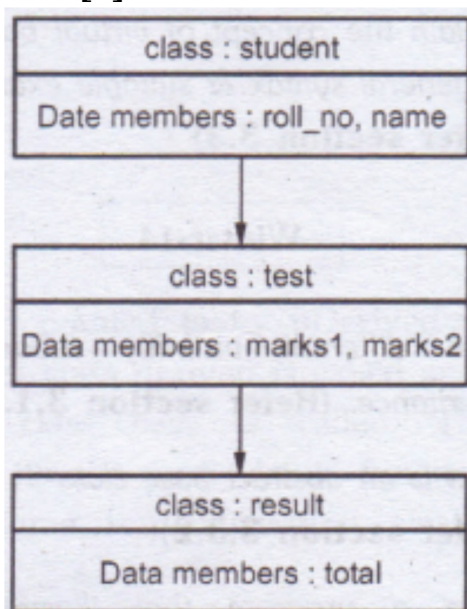 class : student
Date members : roll_no, name
class : test
Data members : marks1, marks2
class : result
Data members : total